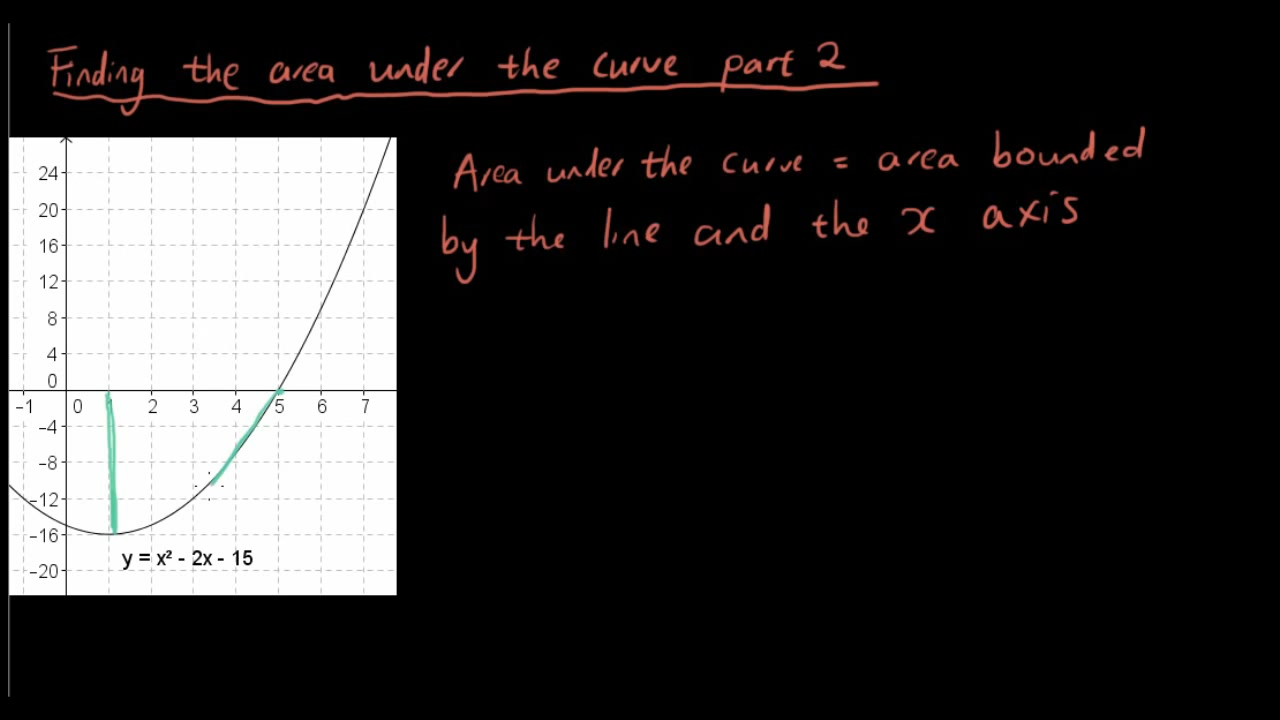 Finding the area under the curve part 2
Area under the curve = area bounded
by the line and the x axis
24
20
16
12
8
4
0
-1 0 1 2 3 4 5 6 7
-4
-8
-12
-16
y = x² - 2x - 15
-20